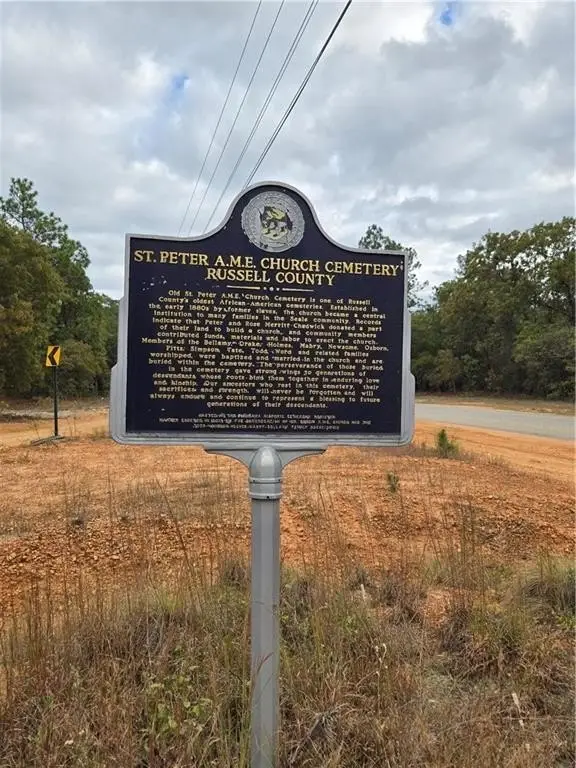 ST. PETER A.M.E. CHURCH CEMETERY
RUSSELL COUNTY
Old St. Peter A.M.E. Church Cemetery is one of Russell
County's oldest African-American cemeteries. Established in
the early 1880s by former slaves, the church became a central
institution to many families in the Seale community. Records
indicate that Peter and Rose Merritt-Chadwick donated a part
of their land to build a church, and community members
contributed funds, materials and labor to erect the church.
Members of the Bellamy, Drake, Holmes, Mabry, Newsome, Osborn,
Pitts, Simpson, Tate, Todd, Word and related families
worshipped, were baptized and married in the church and are
buried within the cemetery. The perseverance of those buried
in the cemetery gave strong wings to generations of
descendants whose roots bind them together in enduring love
and kinship. Our ancestors who rest in this cemetery, their
sacrifices and strength, will never be forgotten and will
always endure and continue to represent a blessing to future
generations of their descendants.